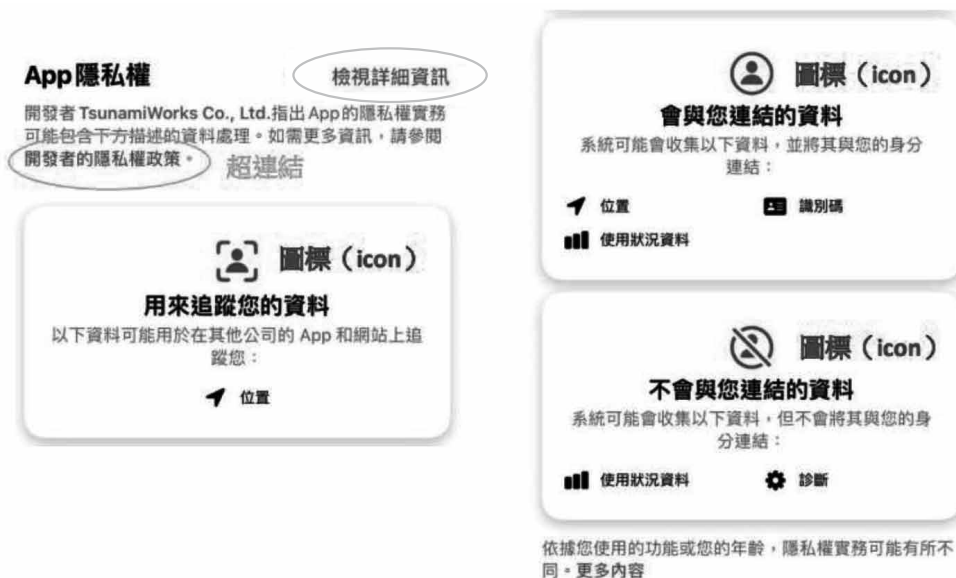 App隱私權
檢視詳細資訊
開發者 TsunamiWorks Co., Ltd.指出 App的隱私權實務
可能包含下方描述的資料處理。如需更多資訊，請參閱
開發者的隱私權政策。
超連結
圖標（icon）
用來追蹤您的資料
以下資料可能用於在其他公司的 App 和網站上追
蹤您：
位置
圖標（icon）
會與您連結的資料
系統可能會收集以下資料，並將其與您的身分
連結：
位置
識別碼
使用狀況資料
圖標（icon）
不會與您連結的資料
系統可能會收集以下資料，但不會將其與您的身
分連結：
使用狀況資料
診斷
依據您使用的功能或您的年齡，隱私權實務可能有所不
同。更多內容